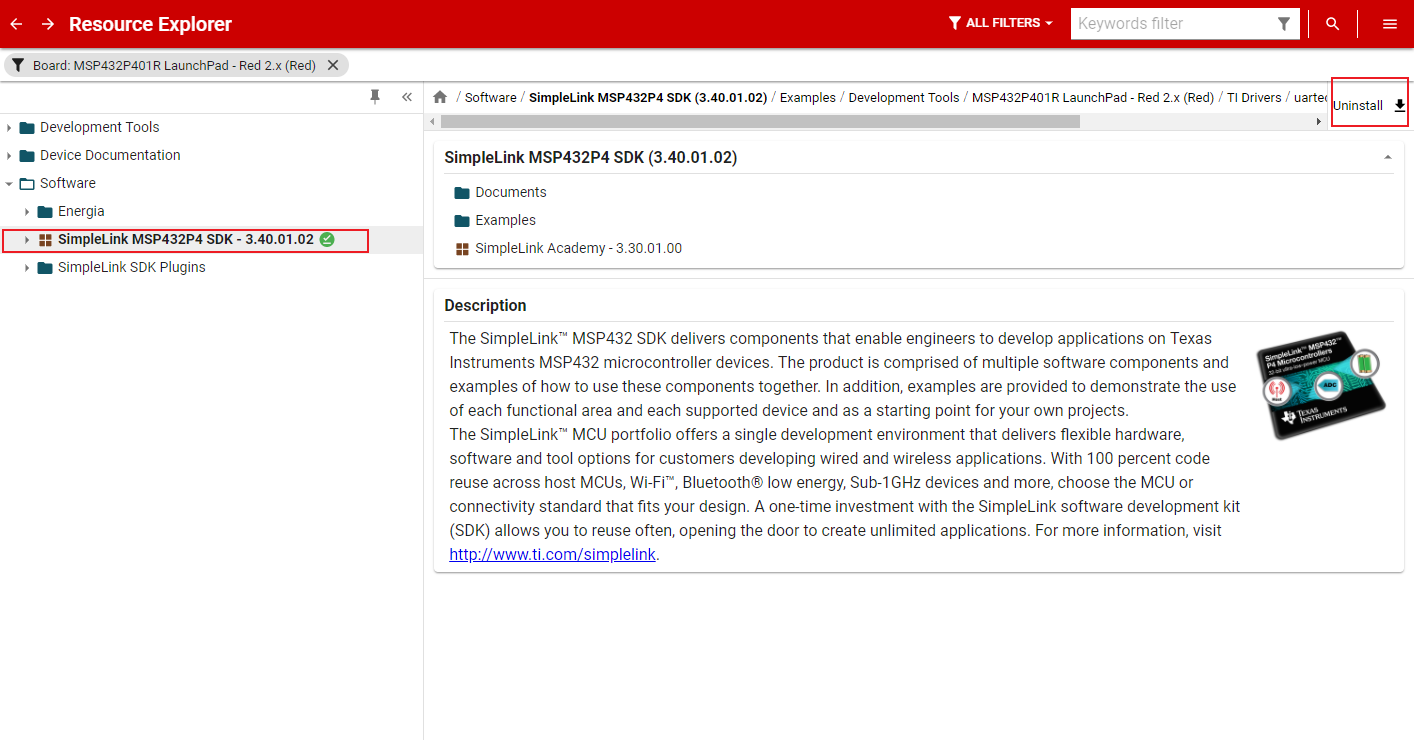 Resource Explorer
ALL FILTERS
Keywords filter
Board: MSP432P401R LaunchPad - Red 2.x (Red)
/ Software / SimpleLink MSP432P4 SDK (3.40.01.02) / Examples / Development Tools / MSP432P401R LaunchPad - Red 2.x (Red) / TI Drivers / uartec
Uninstall
Development Tools
Device Documentation
Software
Energia
SimpleLink MSP432P4 SDK - 3.40.01.02
SimpleLink SDK Plugins
SimpleLink MSP432P4 SDK (3.40.01.02)
Documents
Examples
SimpleLink Academy - 3.30.01.00
Description
The SimpleLink™ MSP432 SDK delivers components that enable engineers to develop applications on Texas
Instruments MSP432 microcontroller devices. The product is comprised of multiple software components and
examples of how to use these components together. In addition, examples are provided to demonstrate the use
of each functional area and each supported device and as a starting point for your own projects.
The SimpleLink™ MCU portfolio offers a single development environment that delivers flexible hardware,
software and tool options for customers developing wired and wireless applications. With 100 percent code
reuse across host MCUs, Wi-Fi™, Bluetooth® low energy, Sub-1GHz devices and more, choose the MCU or
connectivity standard that fits your design. A one-time investment with the SimpleLink software development kit
(SDK) allows you to reuse often, opening the door to create unlimited applications. For more information, visit
http://www.ti.com/simplelink.
SimpleLink™ MSP432™
P4 Microcontrollers
32-bit ultra-low-power MCU
Host
ADC
TEXAS
INSTRUMENTS